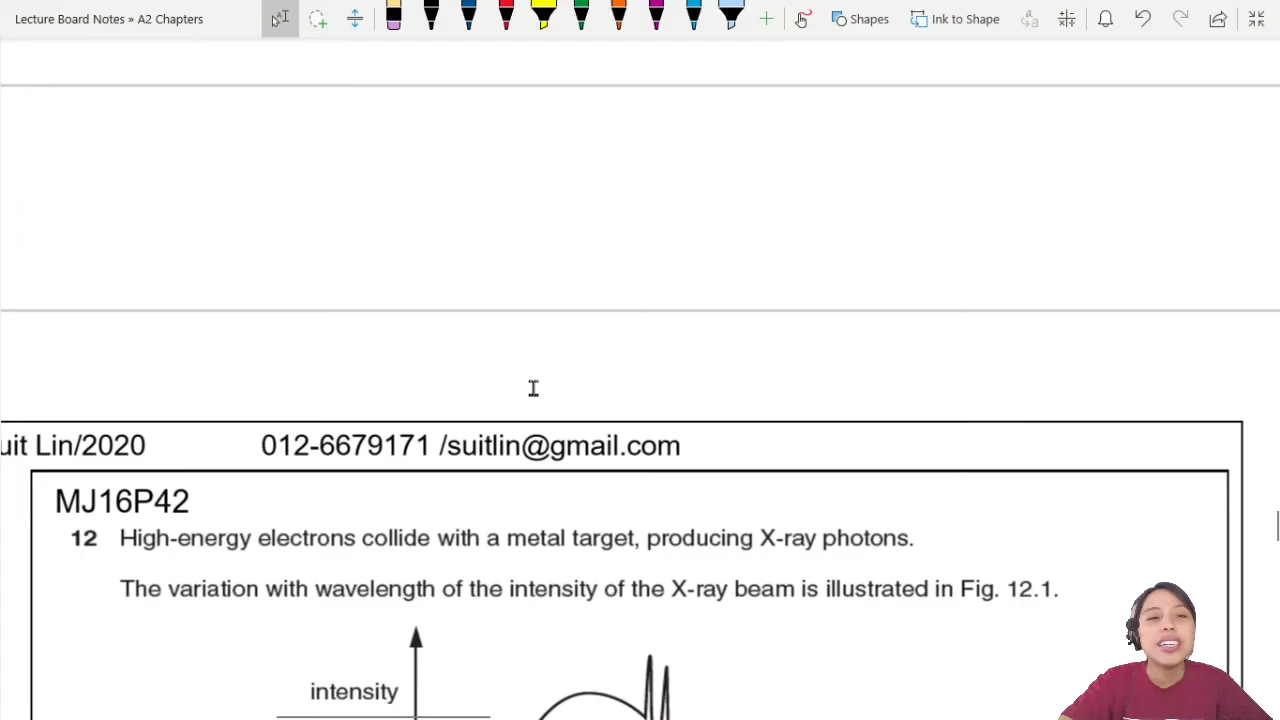 Lecture Board Notes » A2 Chapters
Shapes
Ink to Shape
uit Lin/2020 012-6679171 /suitlin@gmail.com
MJ16P42
12 High-energy electrons collide with a metal target, producing X-ray photons.
The variation with wavelength of the intensity of the X-ray beam is illustrated in Fig. 12.1.
intensity